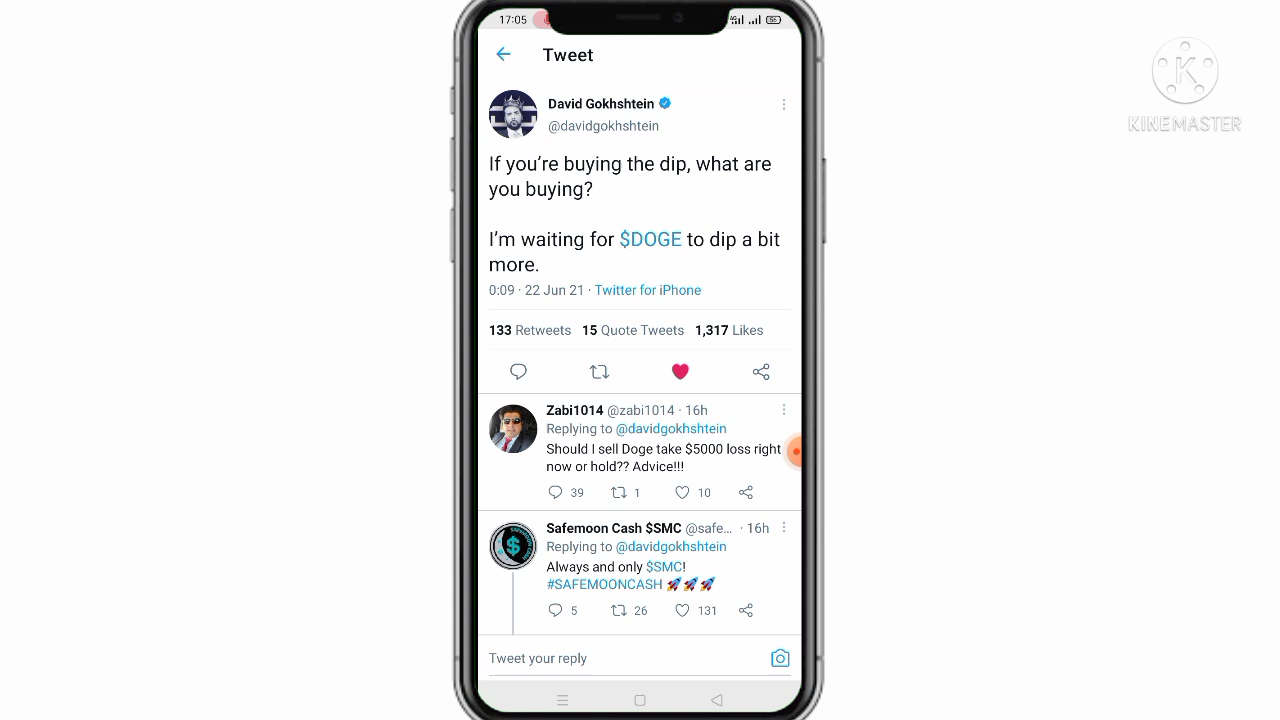 17:05
Tweet
David Gokhshtein
@davidgokhshtein
If you’re buying the dip, what are
you buying?
I’m waiting for $DOGE to dip a bit
more.
0:09 · 22 Jun 21 · Twitter for iPhone
133 Retweets 15 Quote Tweets 1,317 Likes
Zabi1014 @zabi1014 · 16h
Replying to @davidgokhshtein
Should I sell Doge take $5000 loss right
now or hold?? Advice!!!
39 1 10
Safemoon Cash $SMC @safe... · 16h
Replying to @davidgokhshtein
Always and only $SMC!
#SAFEMOONCASH 🚀🚀🚀
5 26 131
Tweet your reply
K
KINEMASTER